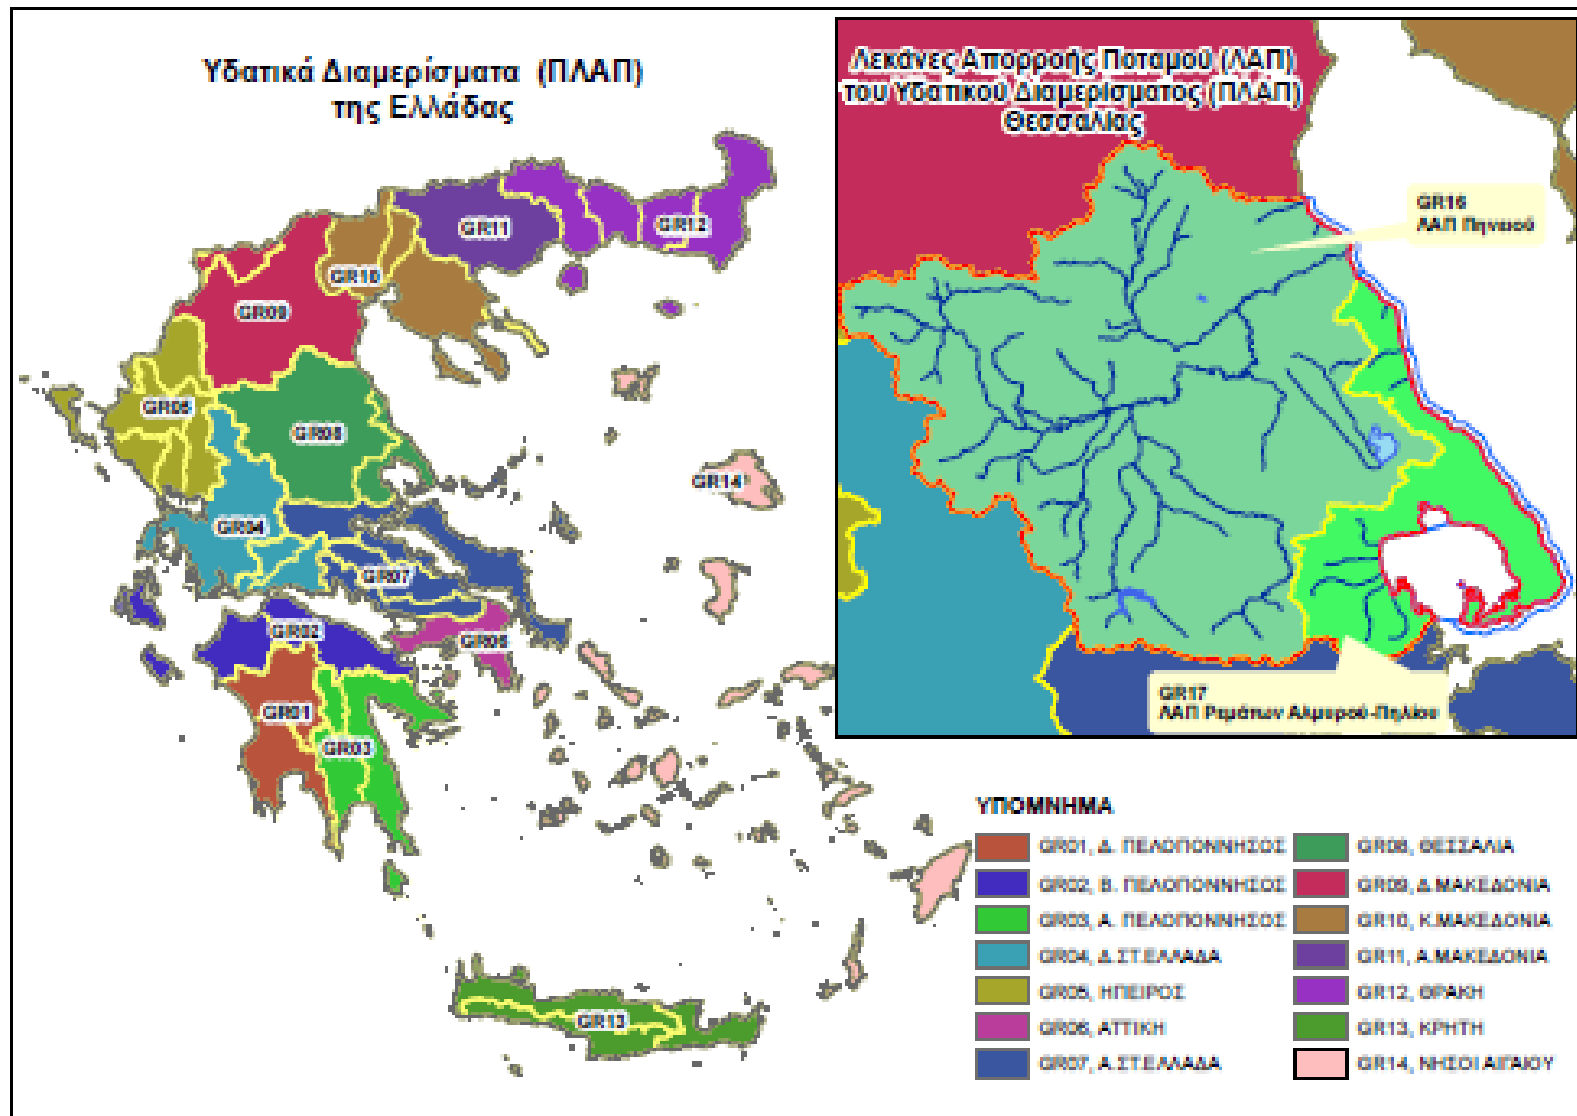 Υδατικά Διαμερίσματα (ΠΛΑΠ)
της Ελλάδας
GR11
GR12
GR10
GR09
GR05
GR08
GR14
GR04
GR07
GR02
GR06
GR01
GR03
GR13
Λεκάνες Απορροής Ποταμού (ΛΑΠ)
του Υδατικού Διαμερίσματος (ΠΛΑΠ)
Θεσσαλίας
GR16
ΛΑΠ Πηνειού
GR17
ΛΑΠ Ρεμάτων Αλμυρού-Πηλίου
ΥΠΟΜΝΗΜΑ
GR01, Δ. ΠΕΛΟΠΟΝΝΗΣΟΣ
GR02, Β. ΠΕΛΟΠΟΝΝΗΣΟΣ
GR03, Α. ΠΕΛΟΠΟΝΝΗΣΟΣ
GR04, Δ.ΣΤ.ΕΛΛΑΔΑ
GR05, ΗΠΕΙΡΟΣ
GR06, ΑΤΤΙΚΗ
GR07, Α.ΣΤ.ΕΛΛΑΔΑ
GR08, ΘΕΣΣΑΛΙΑ
GR09, Δ.ΜΑΚΕΔΟΝΙΑ
GR10, Κ.ΜΑΚΕΔΟΝΙΑ
GR11, Α.ΜΑΚΕΔΟΝΙΑ
GR12, ΘΡΑΚΗ
GR13, ΚΡΗΤΗ
GR14, ΝΗΣΟΙ ΑΙΓΑΙΟΥ